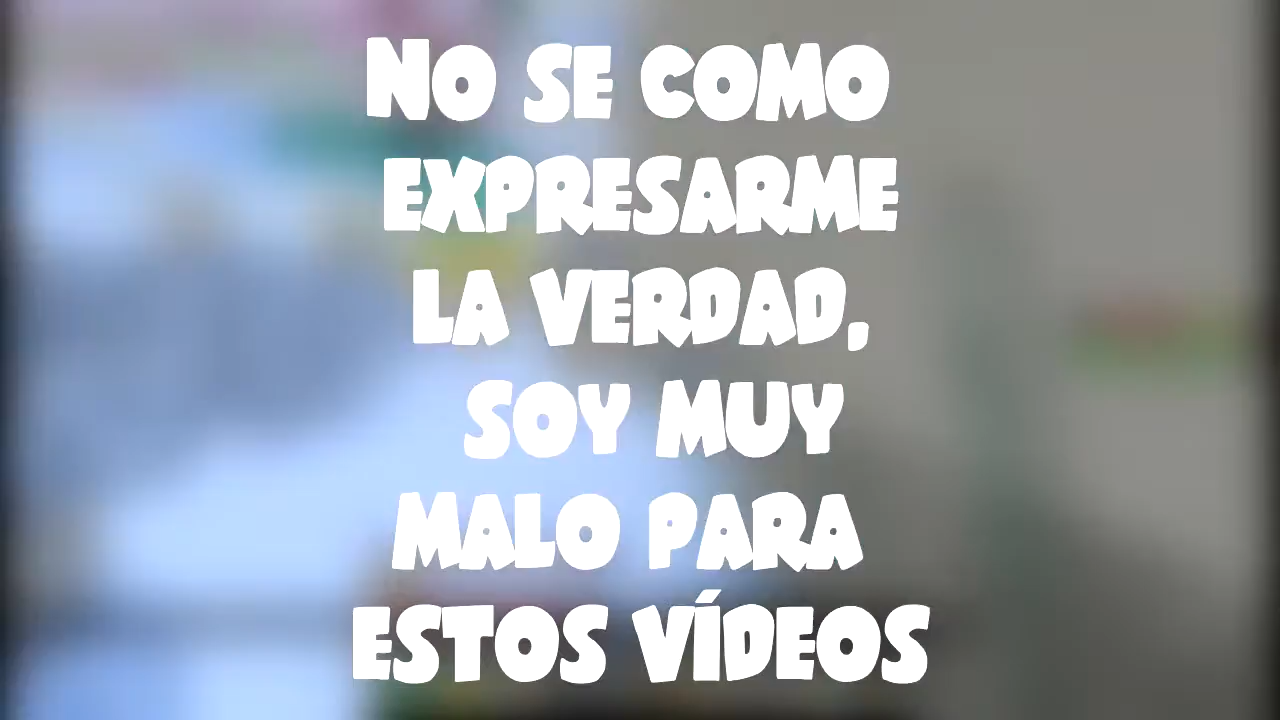 NO SE COMO
EXPRESARME
LA VERDAD,
SOY MUY
MALO PARA
ESTOS VÍDEOS